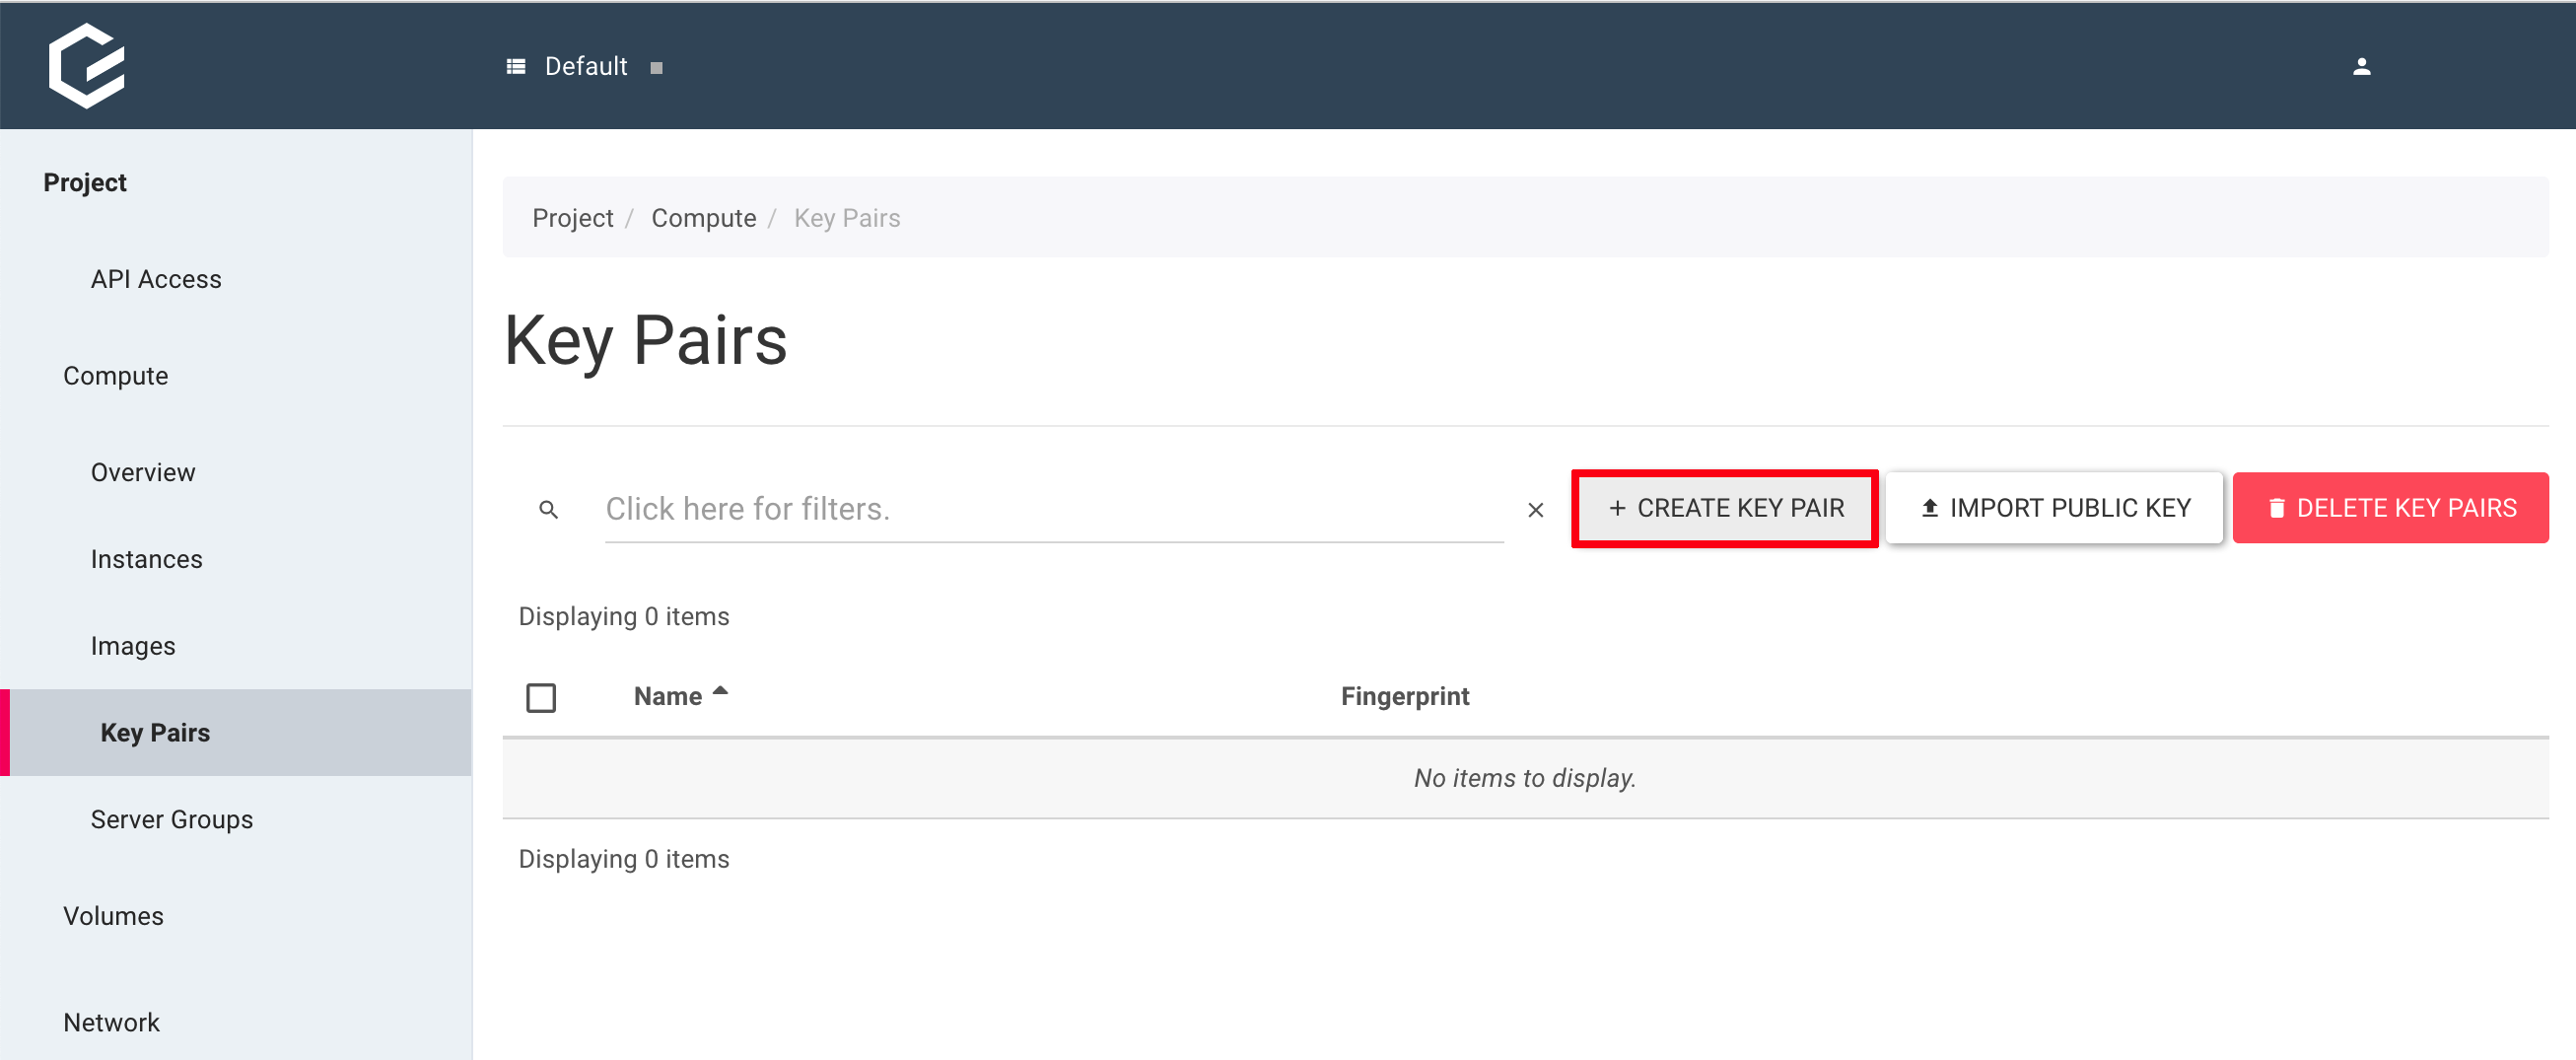 Default
Project
API Access
Compute
Overview
Instances
Images
Key Pairs
Server Groups
Volumes
Network
Project / Compute / Key Pairs
Key Pairs
Click here for filters.
CREATE KEY PAIR
IMPORT PUBLIC KEY
DELETE KEY PAIRS
Displaying 0 items
Name
Fingerprint
No items to display.
Displaying 0 items